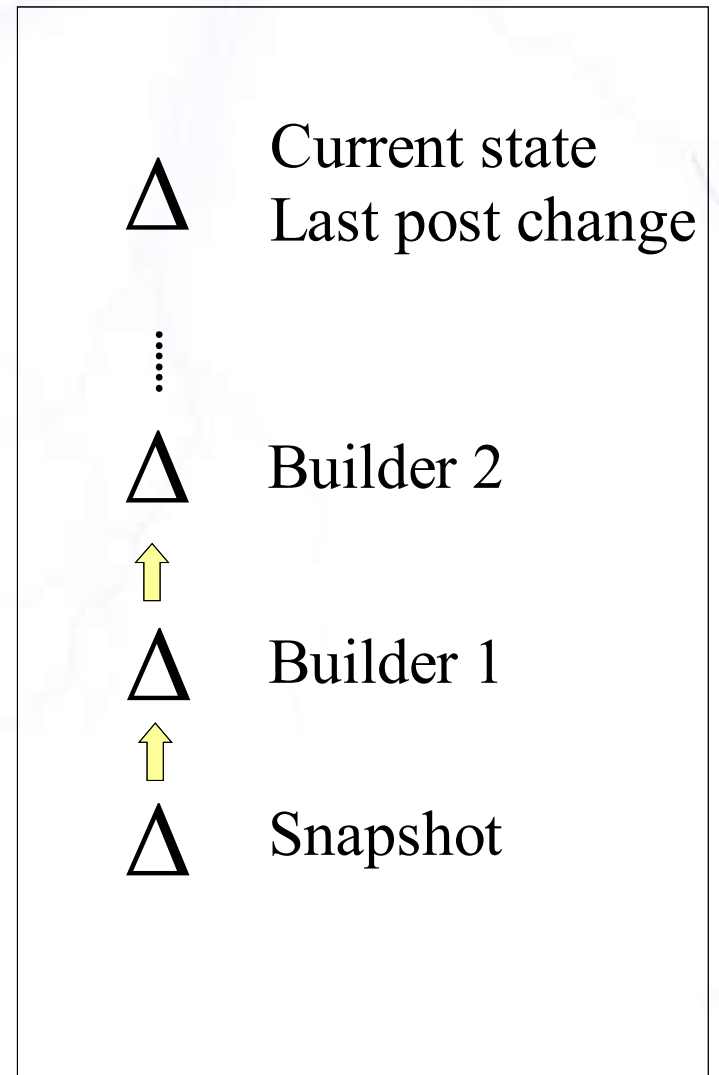 Δ Current state
Last post change
Δ Builder 2
Δ Builder 1
Δ Snapshot